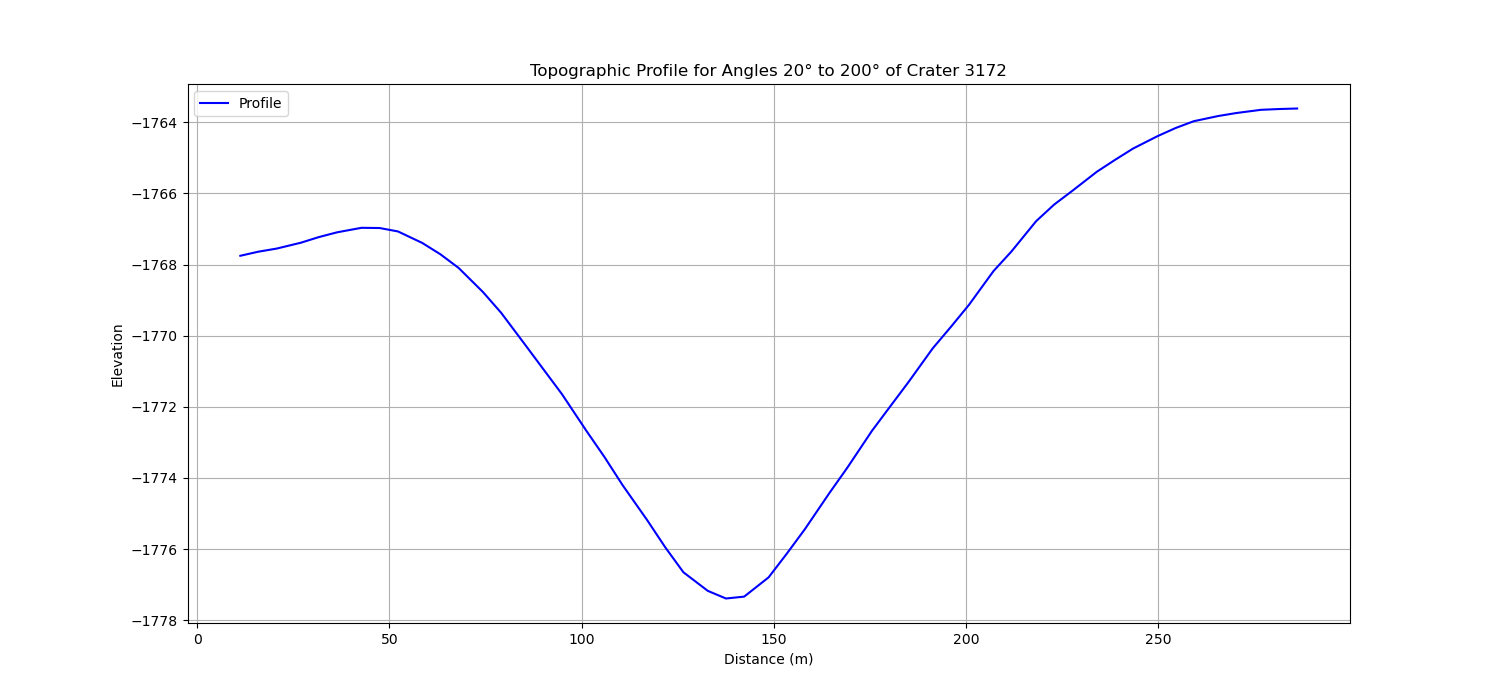 Topographic Profile for Angles 20° to 200° of Crater 3172
Profile
−1764
−1766
−1768
−1770
−1772
−1774
−1776
−1778
Elevation
0 50 100 150 200 250
Distance (m)